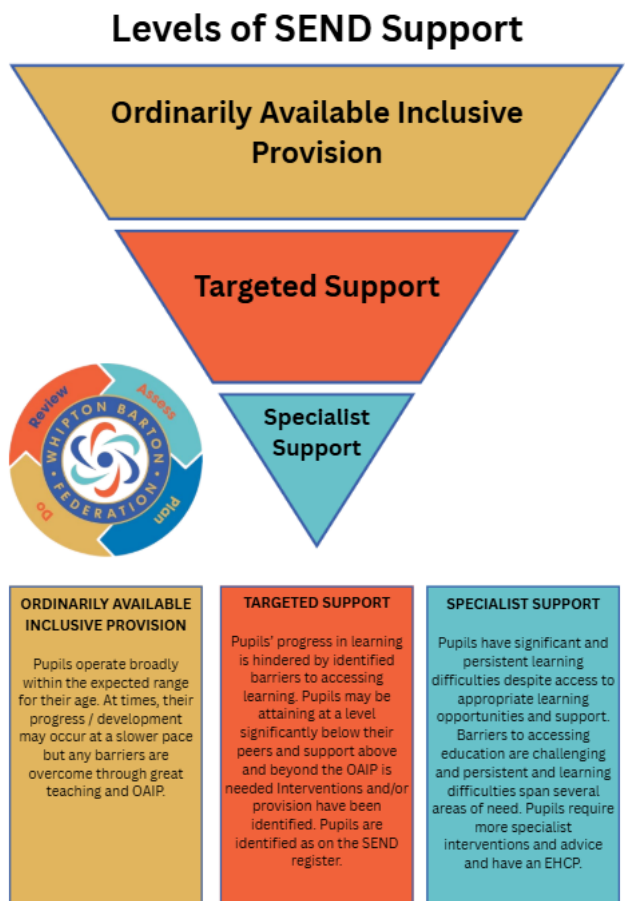 Levels of SEND Support
Ordinarily Available Inclusive
Provision
Targeted Support
Specialist
Support
Review
Assess
WHIPTON BARTON
FEDERATION
Do
Plan
ORDINARILY AVAILABLE
INCLUSIVE PROVISION
Pupils operate broadly
within the expected range
for their age. At times, their
progress / development
may occur at a slower pace
but any barriers are
overcome through great
teaching and OAIP.
TARGETED SUPPORT
Pupils' progress in learning
is hindered by identified
barriers to accessing
learning. Pupils may be
attaining at a level
significantly below their
peers and support above
and beyond the OAIP is
needed Interventions and/or
provision have been
identified. Pupils are
identified as on the SEND
register.
SPECIALIST SUPPORT
Pupils have significant and
persistent learning
difficulties despite access to
appropriate learning
opportunities and support.
Barriers to accessing
education are challenging
and persistent and learning
difficulties span several
areas of need. Pupils require
more specialist
interventions and advice
and have an EHCP.